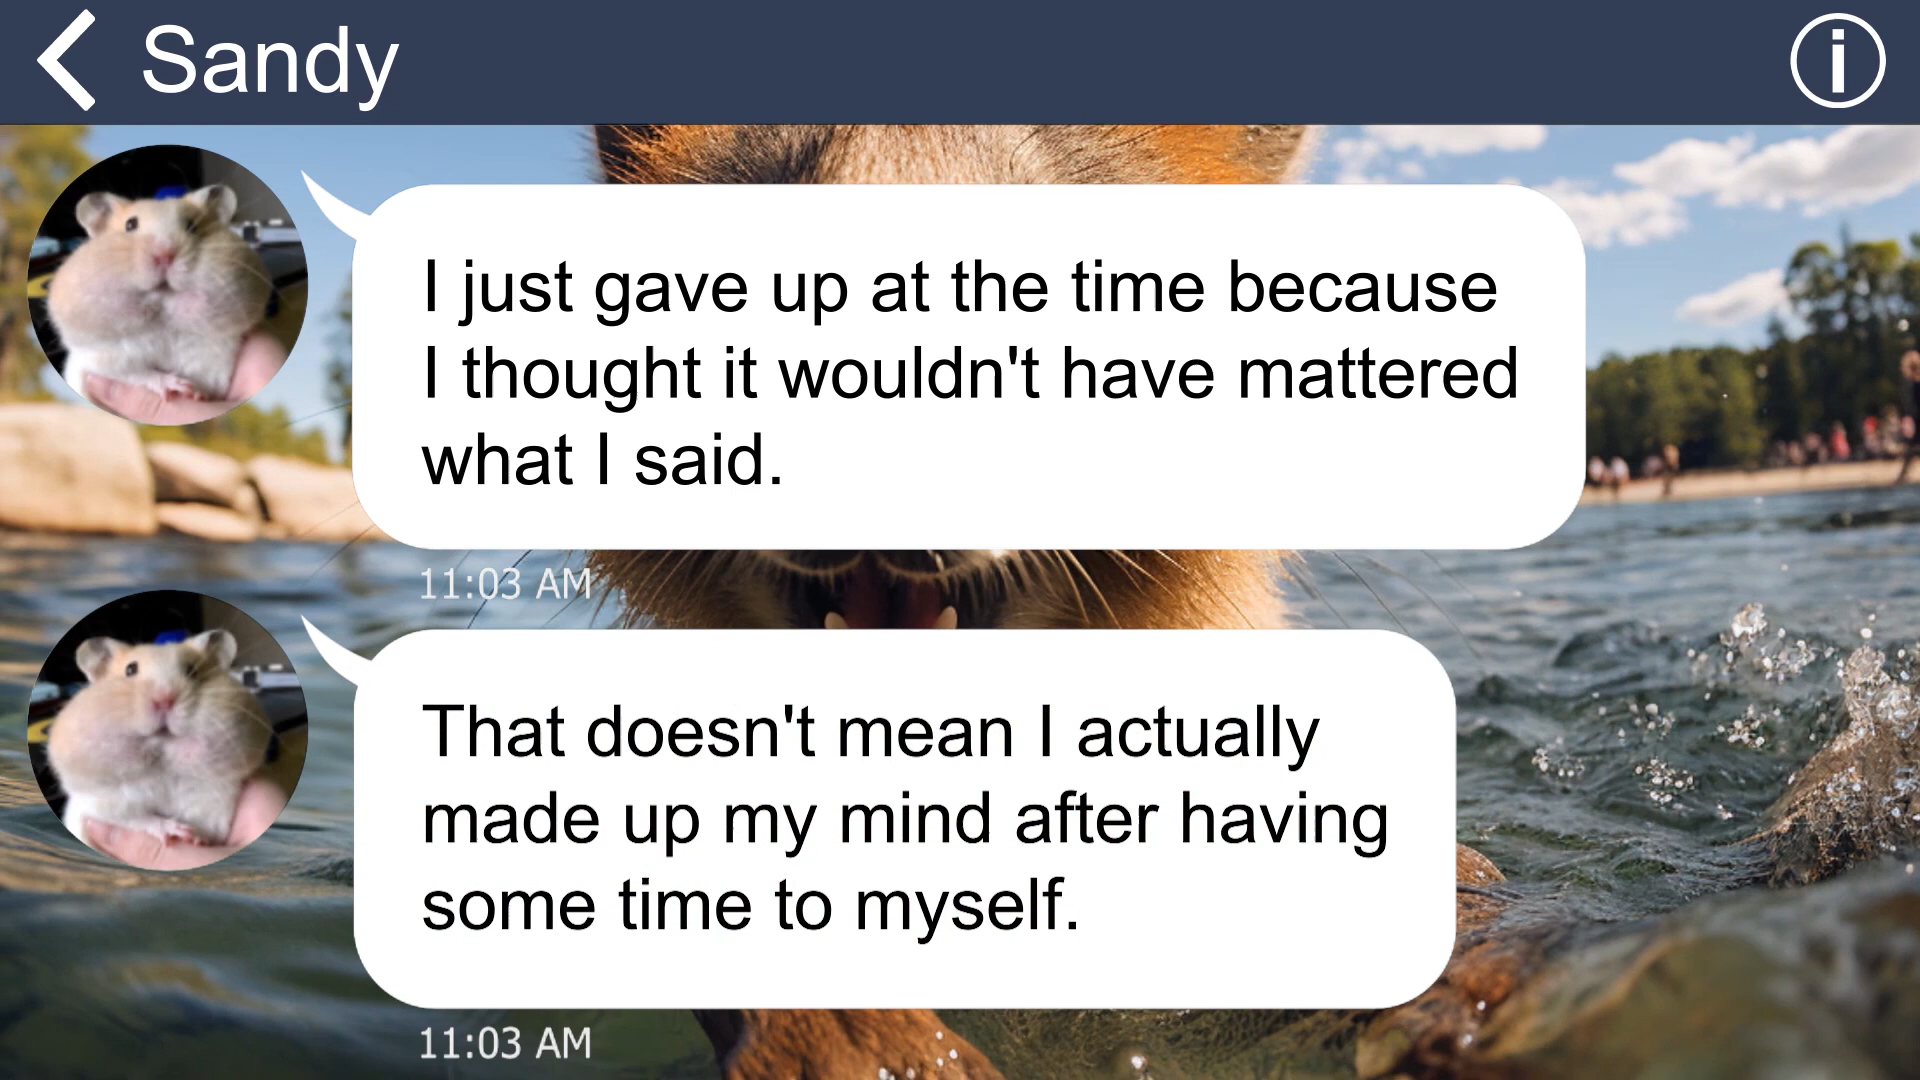 Sandy
I just gave up at the time because
I thought it wouldn't have mattered
what I said.
11:03 AM
That doesn't mean I actually
made up my mind after having
some time to myself.
11:03 AM